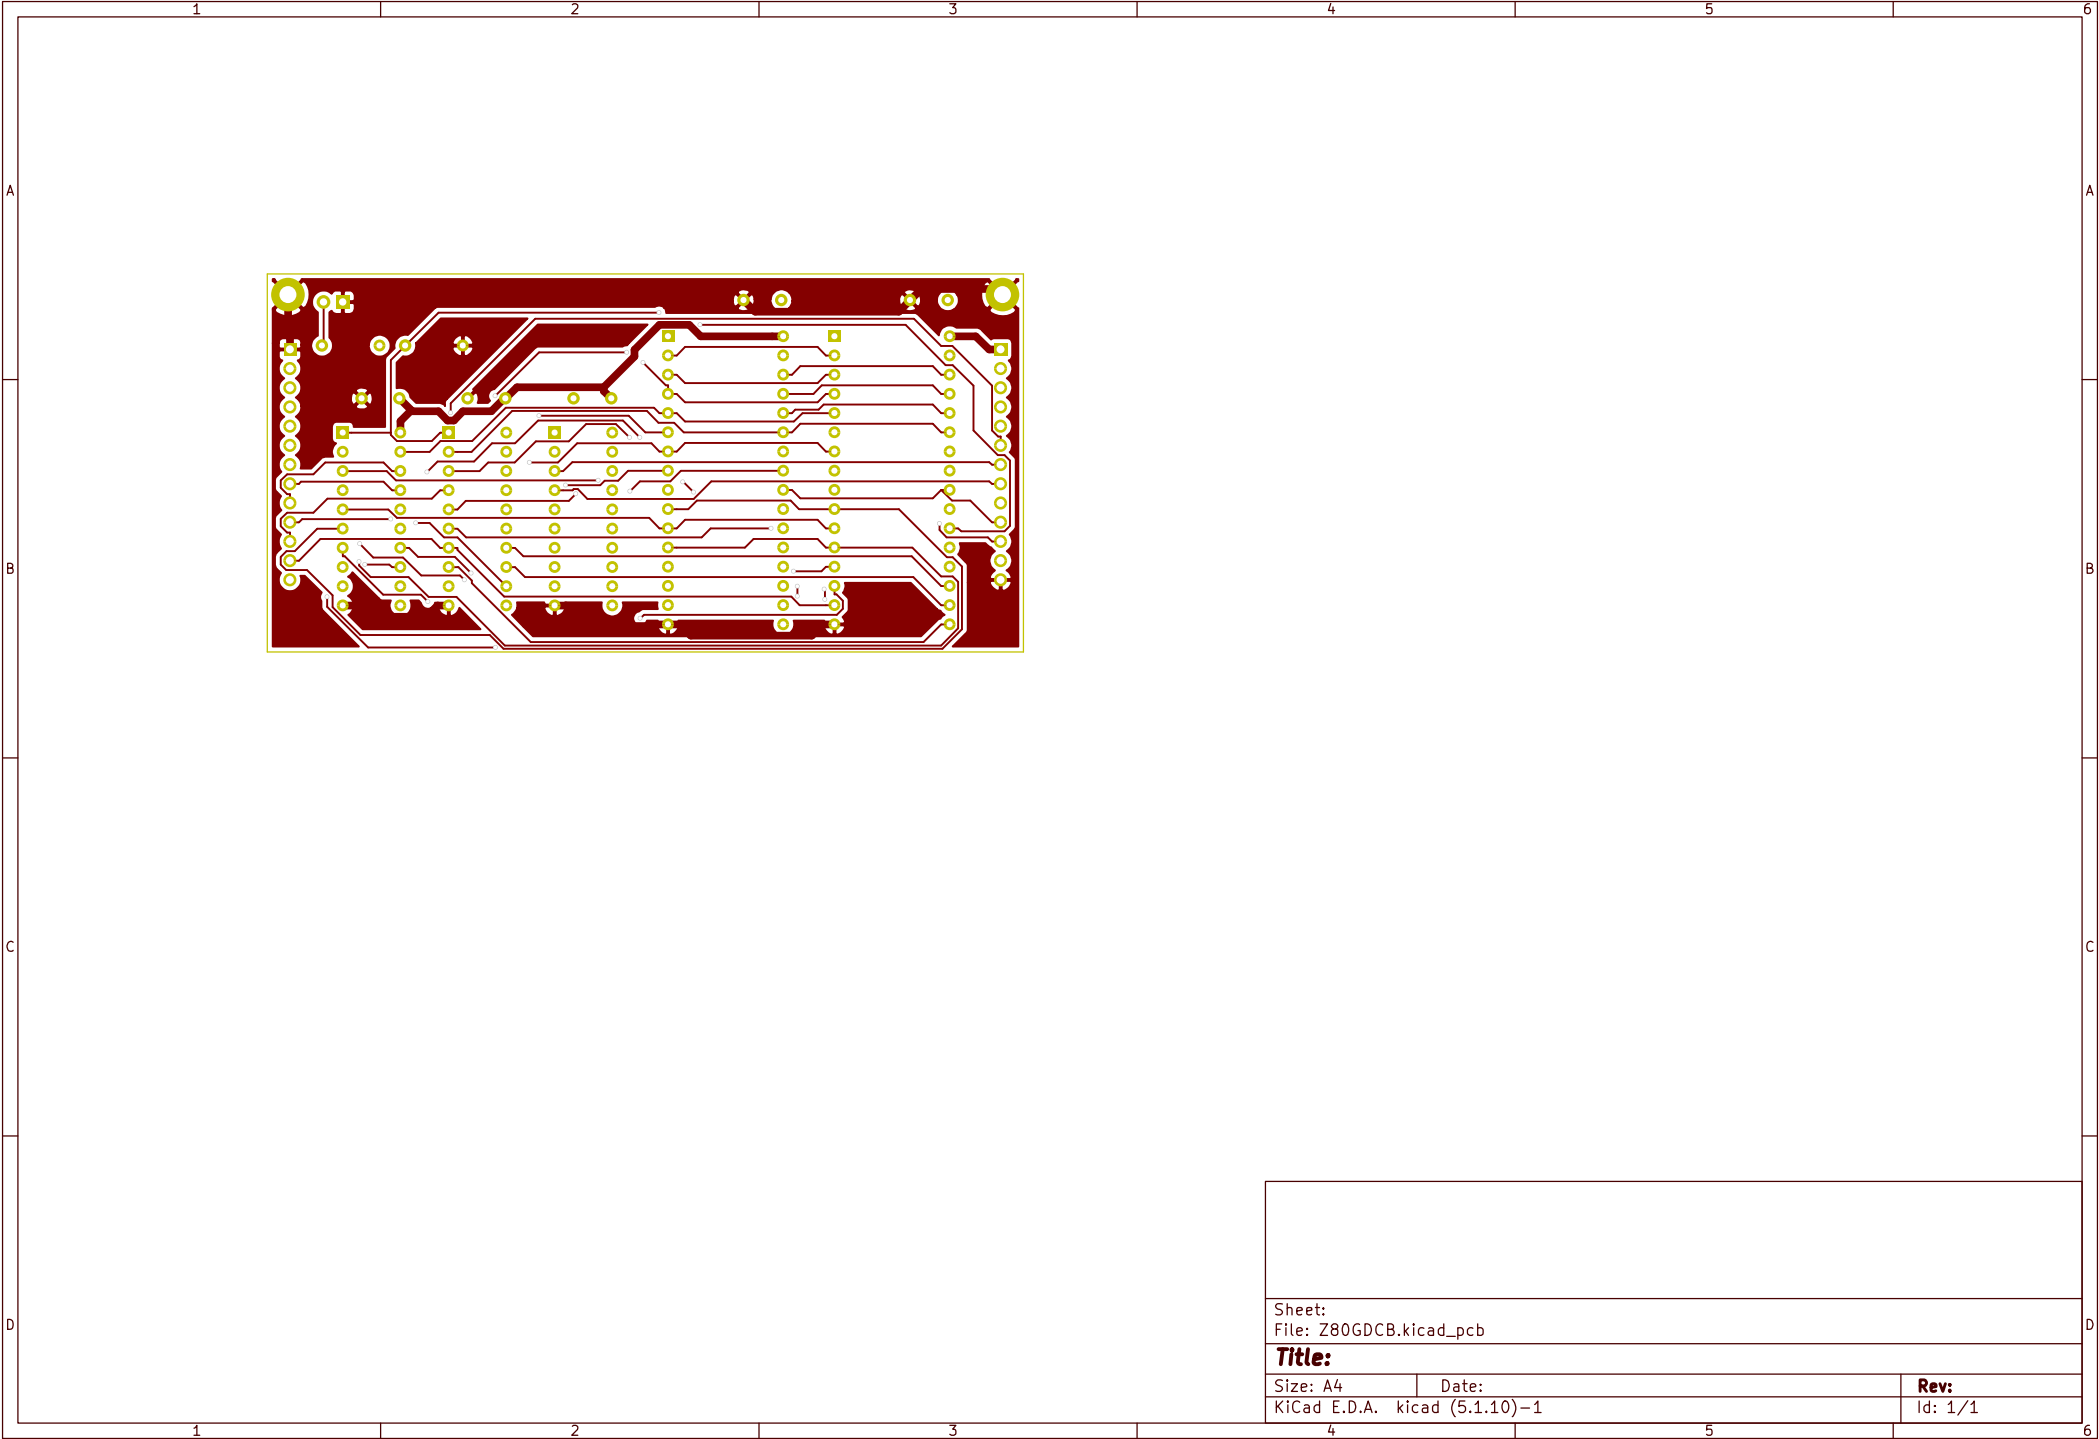 1 2 3 4 5 6
A A
B B
C C
D D
Sheet:
File: Z80GDCB.kicad_pcb
Title:
Size: A4 Date: Rev:
KiCad E.D.A. kicad (5.1.10)-1 Id: 1/1
1 2 3 4 5 6